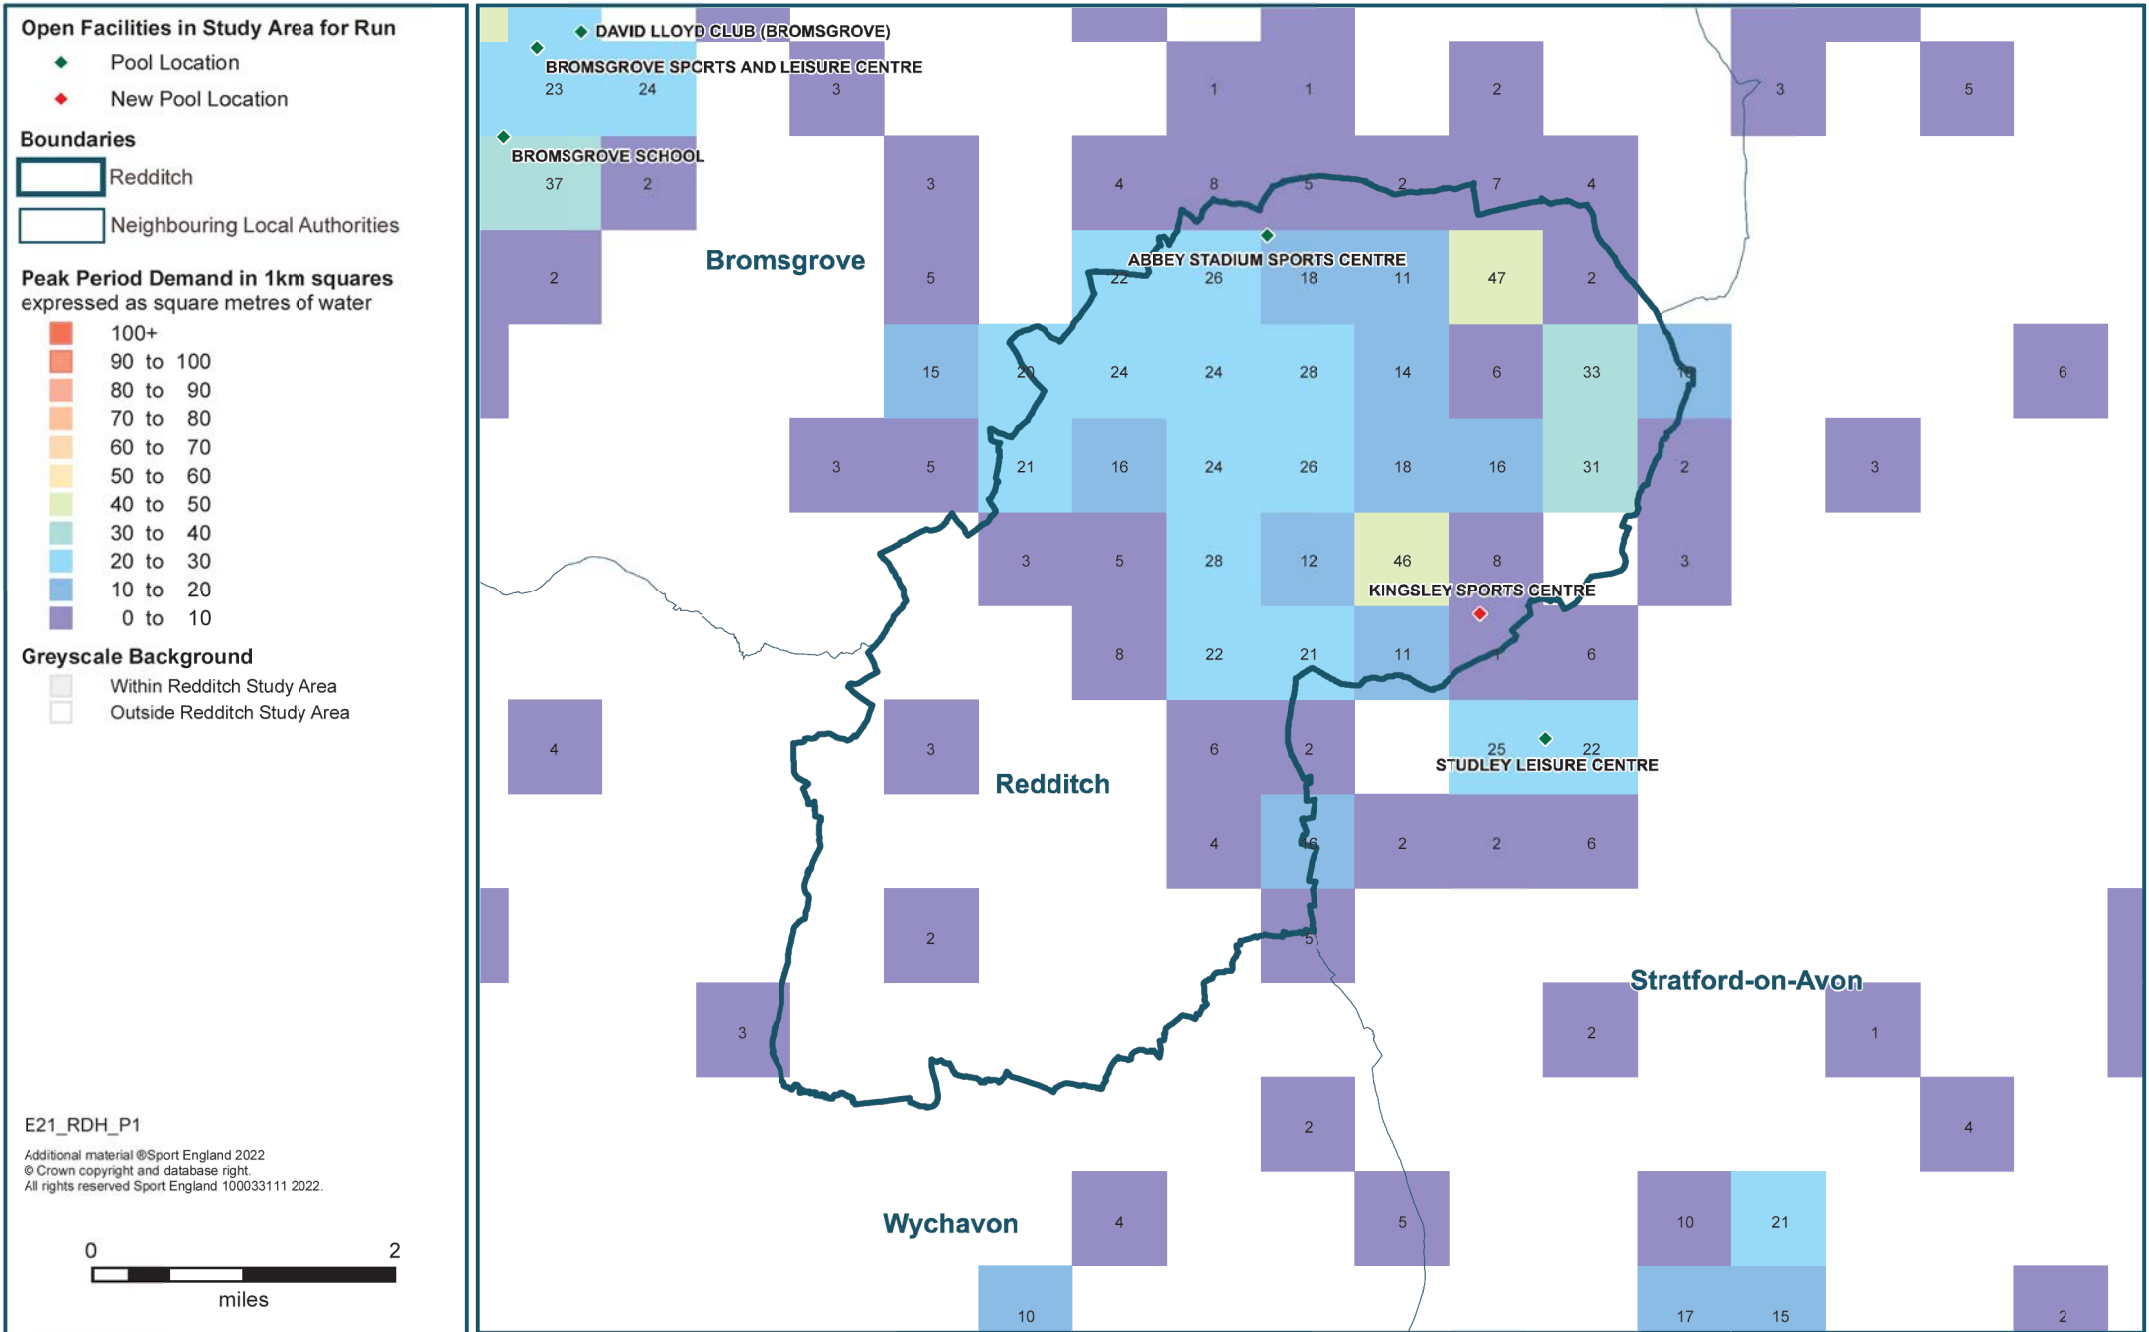 Open Facilities in Study Area for Run
Pool Location
New Pool Location
Boundaries
Redditch
Neighbouring Local Authorities
Peak Period Demand in 1km squares
expressed as square metres of water
100+
90 to 100
80 to 90
70 to 80
60 to 70
50 to 60
40 to 50
30 to 40
20 to 30
10 to 20
0 to 10
Greyscale Background
Within Redditch Study Area
Outside Redditch Study Area
E21_RDH_P1
Additional material ®Sport England 2022
© Crown copyright and database right.
All rights reserved Sport England 100033111 2022.
0 2
miles
DAVID LLOYD CLUB (BROMSGROVE)
BROMSGROVE SPORTS AND LEISURE CENTRE
23 24 3 1 1 2 3 5
BROMSGROVE SCHOOL
37 2 3 4 8 5 2 7 4
Bromsgrove
ABBEY STADIUM SPORTS CENTRE
2 5 22 26 18 11 47 2
15 20 24 24 28 14 6 33 6
3 5 21 16 24 26 18 16 31 2 3
3 5 28 12 46 8 3
KINGSLEY SPORTS CENTRE
8 22 21 11 1 6
4 3 6 2 25 22
STUDLEY LEISURE CENTRE
Redditch
4 16 2 2 6
2 5
Stratford-on-Avon
3 2 1
2 4
Wychavon
4 5 10 21
10 17 15 2